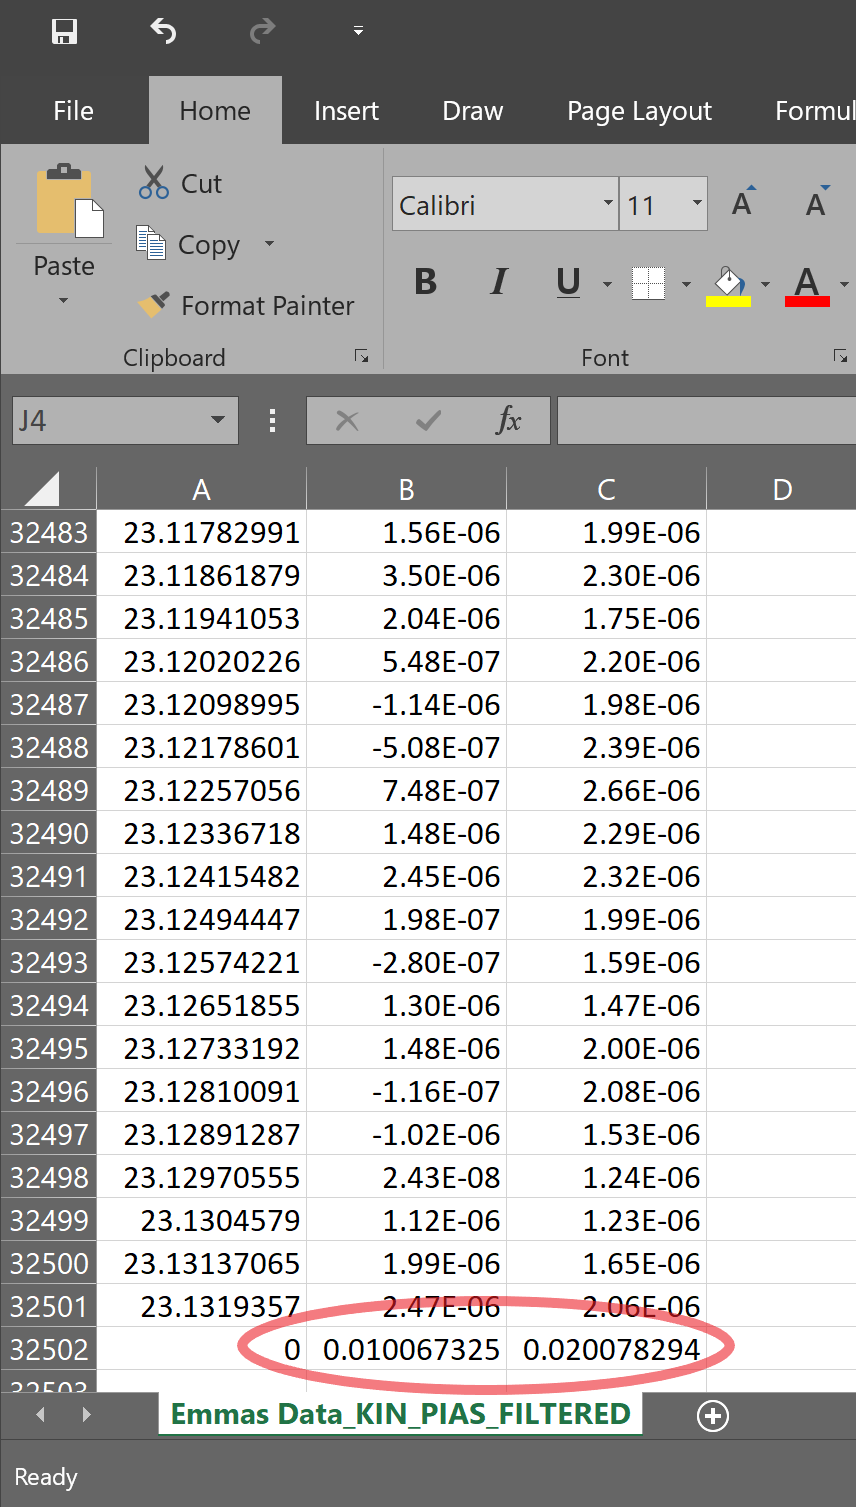 File Home Insert Draw Page Layout Formul
Cut
Calibri 11 A A
Copy
Paste
B I U A
Format Painter
Clipboard Font
J4 fx
A B C D
32483 23.11782991 1.56E-06 1.99E-06
32484 23.11861879 3.50E-06 2.30E-06
32485 23.11941053 2.04E-06 1.75E-06
32486 23.12020226 5.48E-07 2.20E-06
32487 23.12098995 -1.14E-06 1.98E-06
32488 23.12178601 -5.08E-07 2.39E-06
32489 23.12257056 7.48E-07 2.66E-06
32490 23.12336718 1.48E-06 2.29E-06
32491 23.12415482 2.45E-06 2.32E-06
32492 23.12494447 1.98E-07 1.99E-06
32493 23.12574221 -2.80E-07 1.59E-06
32494 23.12651855 1.30E-06 1.47E-06
32495 23.12733192 1.48E-06 2.00E-06
32496 23.12810091 -1.16E-07 2.08E-06
32497 23.12891287 -1.02E-06 1.53E-06
32498 23.12970555 2.43E-08 1.24E-06
32499 23.1304579 1.12E-06 1.23E-06
32500 23.13137065 1.99E-06 1.65E-06
32501 23.1319357 2.47E-06 2.06E-06
32502 0 0.010067325 0.020078294
32503
Emmas Data_KIN_PIAS_FILTERED
Ready